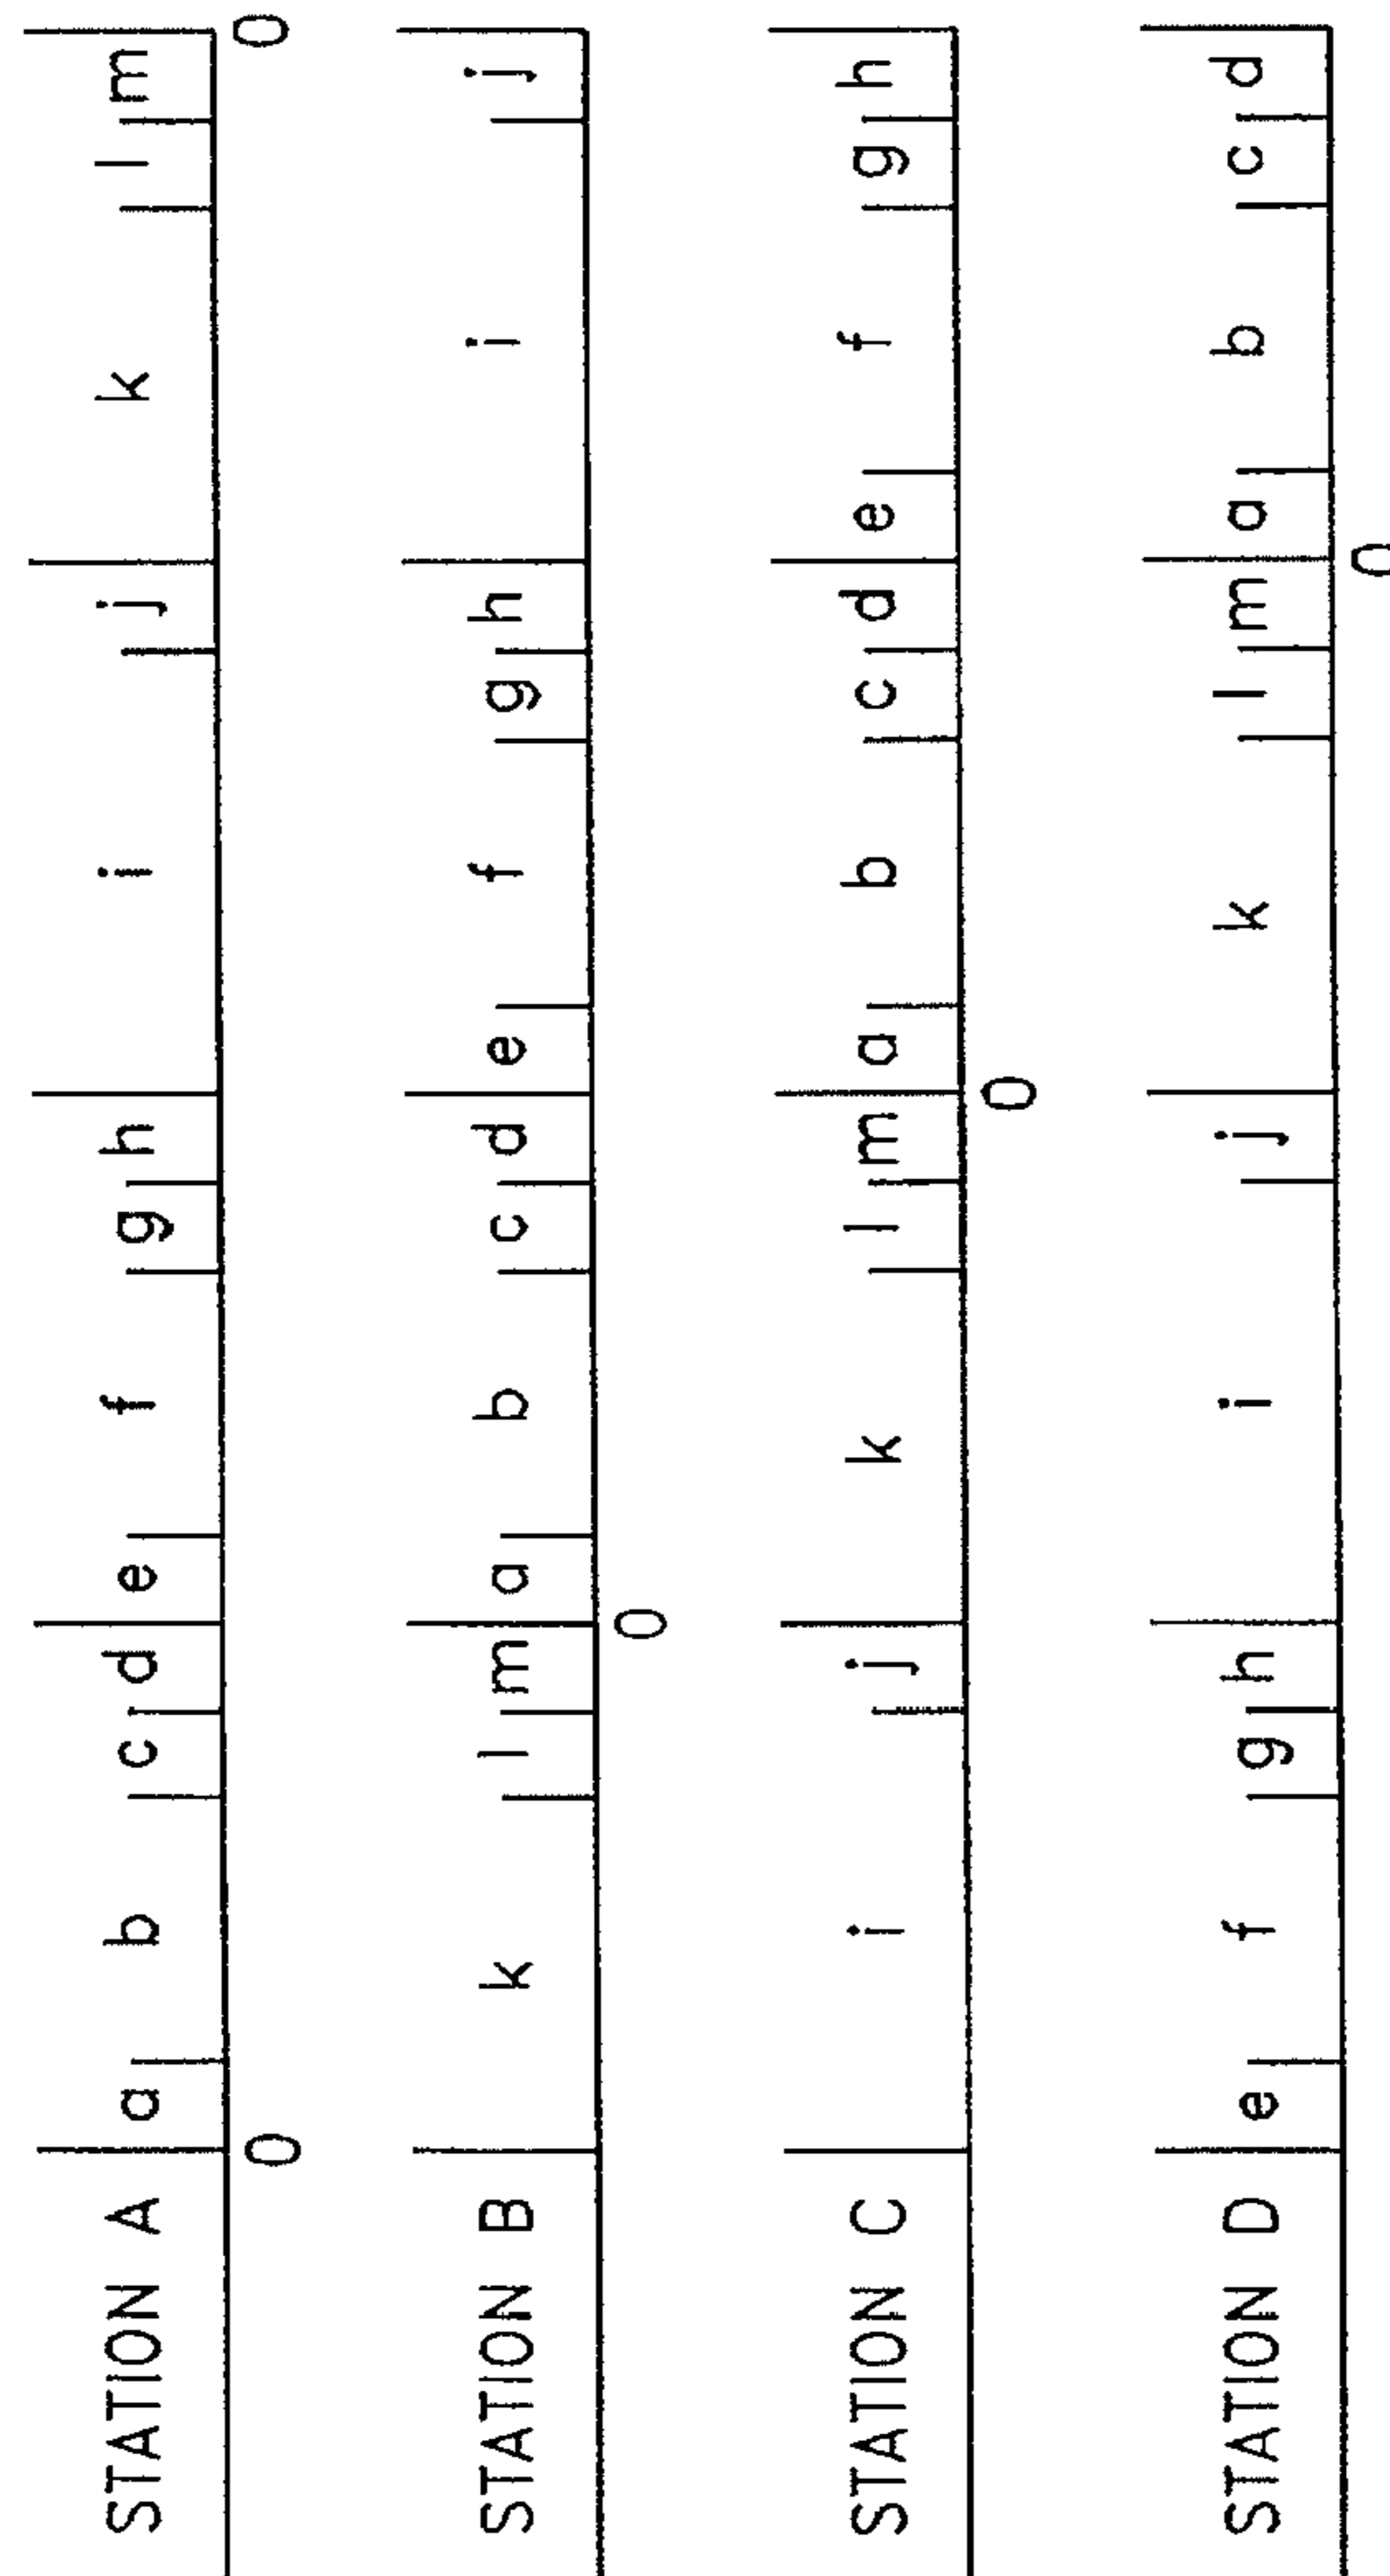 STATION A a b c d e f g h i j k l m
0 0
STATION B k l m a b c d e f g h i j
0
STATION C i j k l m a b c d e f g h
0
STATION D e f g h i j k l m a b c d
0